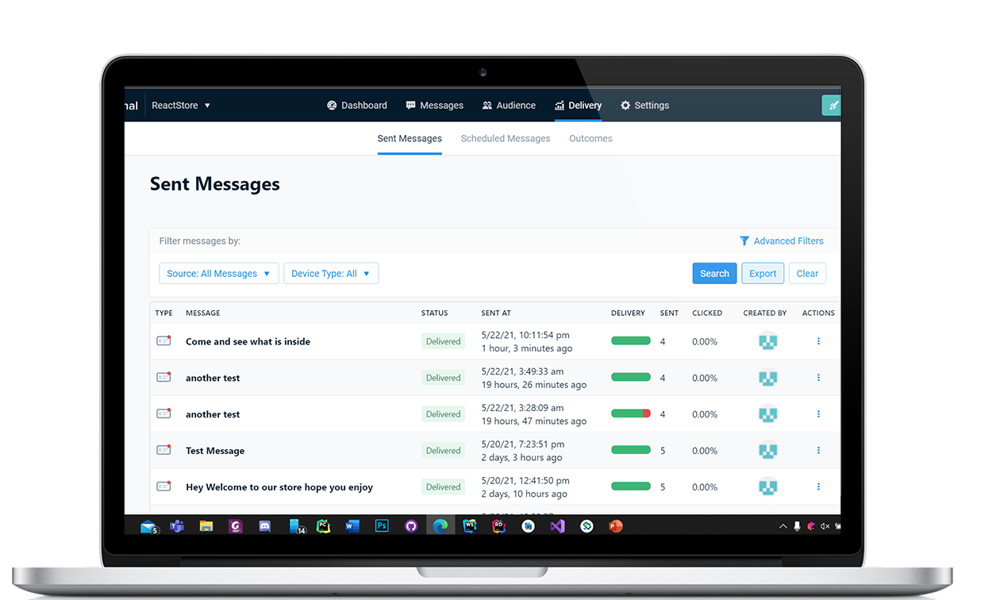 nal ReactStore Dashboard Messages Audience Delivery Settings
Sent Messages Scheduled Messages Outcomes
Sent Messages
Filter messages by: Advanced Filters
Source: All Messages Device Type: All Search Export Clear
TYPE MESSAGE STATUS SENT AT DELIVERY SENT CLICKED CREATED BY ACTIONS
Come and see what is inside Delivered 5/22/21, 10:11:54 pm 4 0.00%
1 hour, 3 minutes ago
another test Delivered 5/22/21, 3:49:33 am 4 0.00%
19 hours, 26 minutes ago
another test Delivered 5/22/21, 3:28:09 am 4 0.00%
19 hours, 47 minutes ago
Test Message Delivered 5/20/21, 7:23:51 pm 5 0.00%
2 days, 3 hours ago
Hey Welcome to our store hope you enjoy Delivered 5/20/21, 12:41:50 pm 5 0.00%
2 days, 10 hours ago
5 14 PC W Ps WS RD P